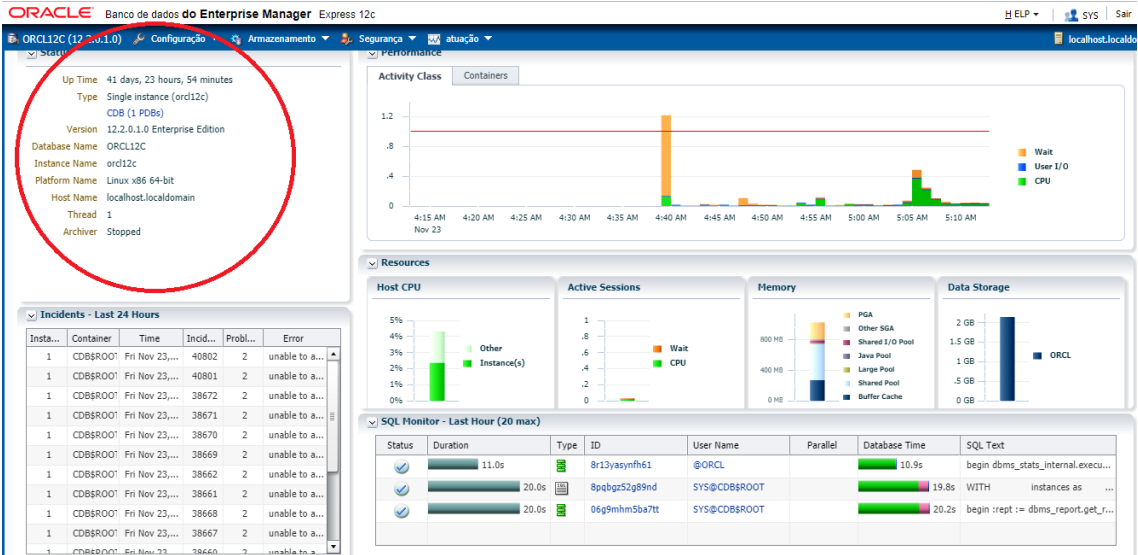 ORACLE Banco de dados do Enterprise Manager Express 12c
HELP SYS Sair
ORCL12C (12.2.0.1.0) Configuração Armazenamento Segurança atuação localhost.localdo
Status
Up Time 41 days, 23 hours, 54 minutes
Type Single instance (orcl12c)
CDB (1 PDBs)
Version 12.2.0.1.0 Enterprise Edition
Database Name ORCL12C
Instance Name orcl12c
Platform Name Linux x86 64-bit
Host Name localhost.localdomain
Thread 1
Archiver Stopped
Performance
Activity Class Containers
1.2
.8
.4
0
4:15 AM 4:20 AM 4:25 AM 4:30 AM 4:35 AM 4:40 AM 4:45 AM 4:50 AM 4:55 AM 5:00 AM 5:05 AM 5:10 AM
Nov 23
Wait
User I/O
CPU
Resources
Host CPU
5%
4%
3%
2%
1%
0%
Other
Instance(s)
Active Sessions
1
.8
.6
.4
.2
0
Wait
CPU
Memory
800 MB
400 MB
0 MB
PGA
Other SGA
Shared I/O Pool
Java Pool
Large Pool
Shared Pool
Buffer Cache
Data Storage
2 GB
1.5 GB
1 GB
.5 GB
0 GB
ORCL
Incidents - Last 24 Hours
Insta... Container Time Incid... Probl... Error
1 CDB$ROOT Fri Nov 23,... 40802 2 unable to a...
1 CDB$ROOT Fri Nov 23,... 40801 2 unable to a...
1 CDB$ROOT Fri Nov 23,... 38672 2 unable to a...
1 CDB$ROOT Fri Nov 23,... 38671 2 unable to a...
1 CDB$ROOT Fri Nov 23,... 38670 2 unable to a...
1 CDB$ROOT Fri Nov 23,... 38669 2 unable to a...
1 CDB$ROOT Fri Nov 23,... 38662 2 unable to a...
1 CDB$ROOT Fri Nov 23,... 38661 2 unable to a...
1 CDB$ROOT Fri Nov 23,... 38668 2 unable to a...
1 CDB$ROOT Fri Nov 23,... 38667 2 unable to a...
1 CDB$ROOT Fri Nov 23,... 38660 2 unable to a...
SQL Monitor - Last Hour (20 max)
Status Duration Type ID User Name Parallel Database Time SQL Text
11.0s 8r13yasynfh61 @ORCL 10.9s begin dbms_stats_internal.execu...
20.0s 8pqbgz52g89nd SYS@CDB$ROOT 19.8s WITH instances as ...
20.0s 06g9mhm5ba7tt SYS@CDB$ROOT 20.2s begin :rept := dbms_report.get_r...